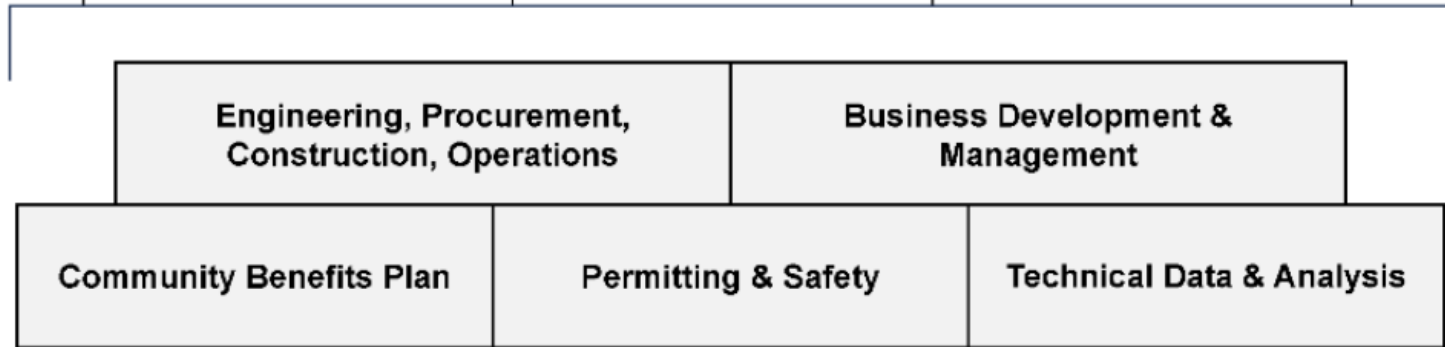 Engineering, Procurement,
Construction, Operations
Business Development &
Management
Community Benefits Plan
Permitting & Safety
Technical Data & Analysis